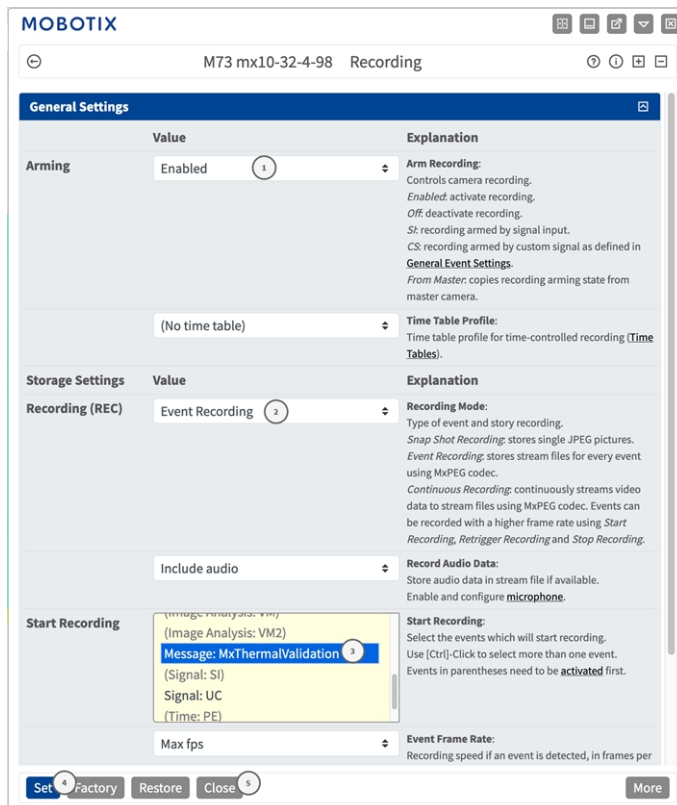 MOBOTIX
M73 mx10-32-4-98 Recording
General Settings
Value Explanation
Arming Enabled 1 Arm Recording:
Controls camera recording.
Enabled: activate recording.
Off: deactivate recording.
SI: recording armed by signal input.
CS: recording armed by custom signal as defined in
General Event Settings.
From Master: copies recording arming state from
master camera.
(No time table) Time Table Profile:
Time table profile for time-controlled recording (Time
Tables).
Storage Settings Value Explanation
Recording (REC) Event Recording 2 Recording Mode:
Type of event and story recording.
Snap Shot Recording: stores single JPEG pictures.
Event Recording: stores stream files for every event
using MxPEG codec.
Continuous Recording: continuously streams video
data to stream files using MxPEG codec. Events can
be recorded with a higher frame rate using Start
Recording, Retrigger Recording and Stop Recording.
Include audio Record Audio Data:
Store audio data in stream file if available.
Enable and configure microphone.
Start Recording (Image Analysis: VM) Start Recording:
(Image Analysis: VM2) Select the events which will start recording.
Message: MxThermalValidation 3 Use [Ctrl]-Click to select more than one event.
(Signal: SI) Events in parentheses need to be activated first.
Signal: UC
(Time: PE)
Max fps Event Frame Rate:
Recording speed if an event is detected, in frames per
Set 4 Factory Restore Close 5 More